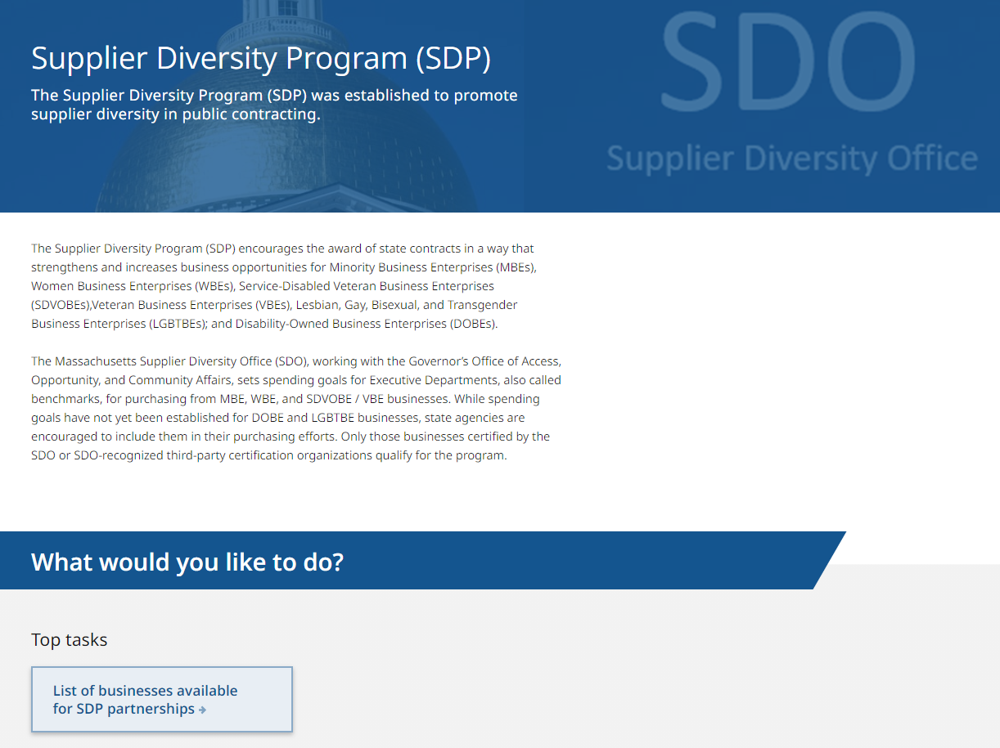 SDO
Supplier Diversity Office
Supplier Diversity Program (SDP)
The Supplier Diversity Program (SDP) was established to promote
supplier diversity in public contracting.
The Supplier Diversity Program (SDP) encourages the award of state contracts in a way that
strengthens and increases business opportunities for Minority Business Enterprises (MBEs),
Women Business Enterprises (WBEs), Service-Disabled Veteran Business Enterprises
(SDVOBEs),Veteran Business Enterprises (VBEs), Lesbian, Gay, Bisexual, and Transgender
Business Enterprises (LGBTBEs); and Disability-Owned Business Enterprises (DOBEs).
The Massachusetts Supplier Diversity Office (SDO), working with the Governor’s Office of Access,
Opportunity, and Community Affairs, sets spending goals for Executive Departments, also called
benchmarks, for purchasing from MBE, WBE, and SDVOBE / VBE businesses. While spending
goals have not yet been established for DOBE and LGBTBE businesses, state agencies are
encouraged to include them in their purchasing efforts. Only those businesses certified by the
SDO or SDO-recognized third-party certification organizations qualify for the program.
What would you like to do?
Top tasks
List of businesses available
for SDP partnerships